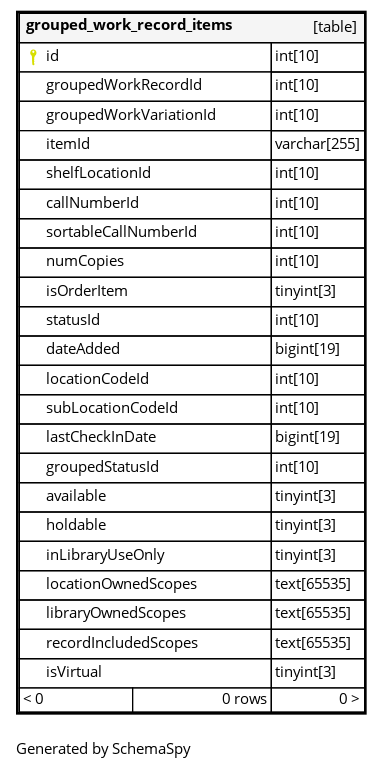 grouped_work_record_items [table]
id int[10]
groupedWorkRecordId int[10]
groupedWorkVariationId int[10]
itemId varchar[255]
shelfLocationId int[10]
callNumberId int[10]
sortableCallNumberId int[10]
numCopies int[10]
isOrderItem tinyint[3]
statusId int[10]
dateAdded bigint[19]
locationCodeId int[10]
subLocationCodeId int[10]
lastCheckInDate bigint[19]
groupedStatusId int[10]
available tinyint[3]
holdable tinyint[3]
inLibraryUseOnly tinyint[3]
locationOwnedScopes text[65535]
libraryOwnedScopes text[65535]
recordIncludedScopes text[65535]
isVirtual tinyint[3]
< 0 0 rows 0 >
Generated by SchemaSpy